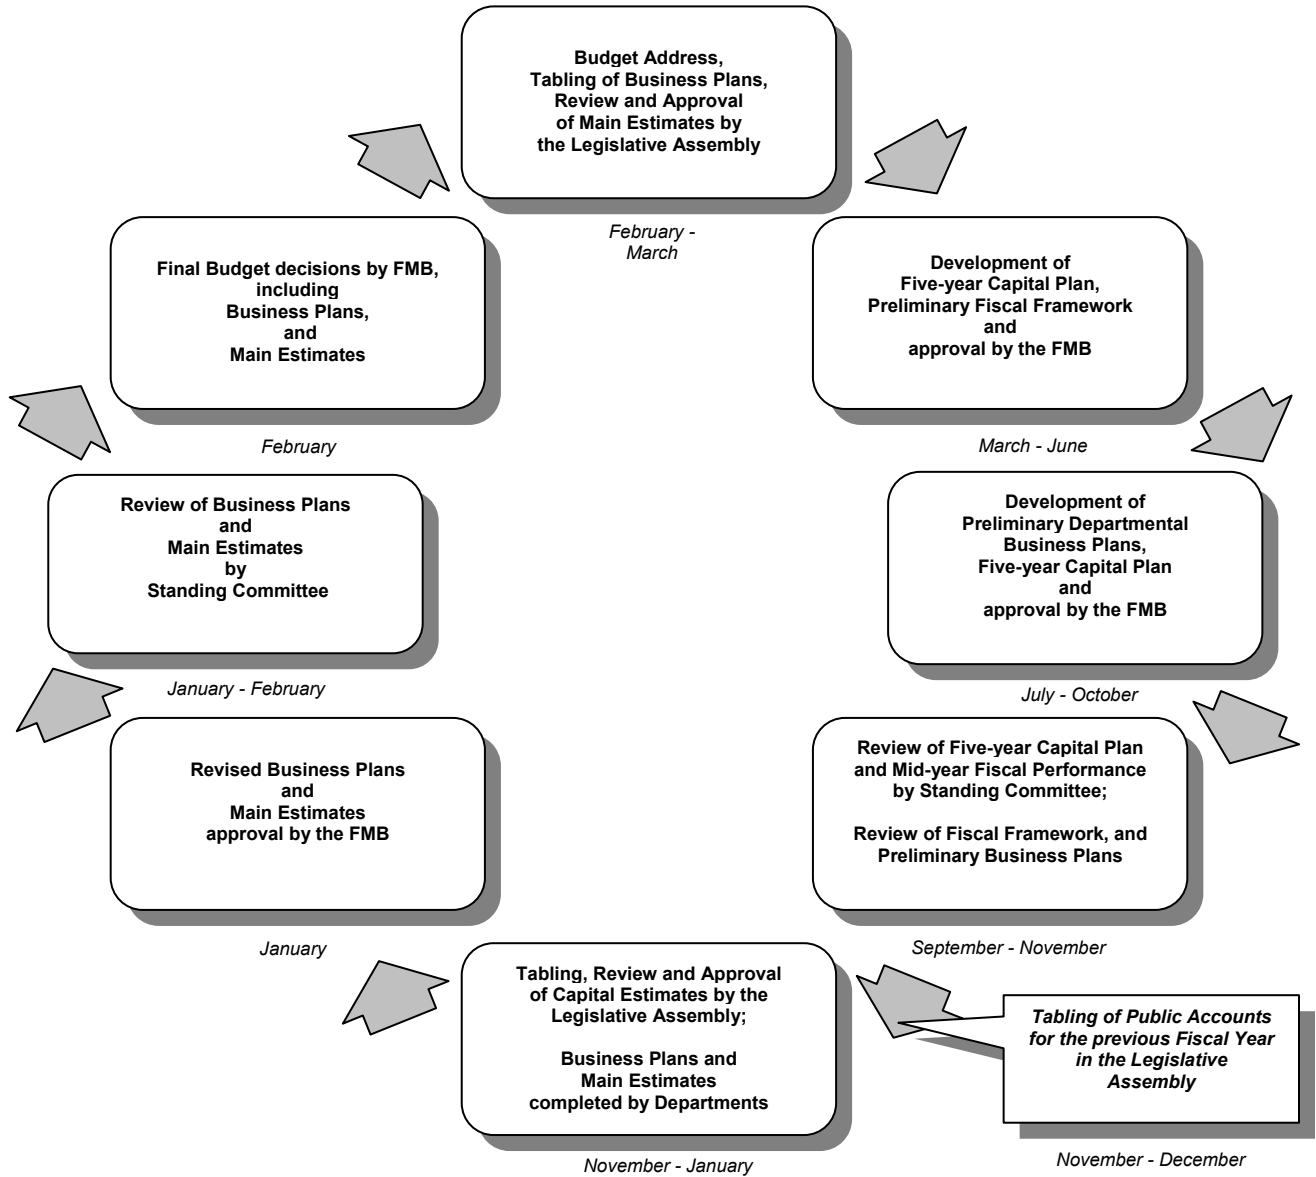 Budget Address,
Tabling of Business Plans,
Review and Approval
of Main Estimates by
the Legislative Assembly
February -
March
Development of
Five-year Capital Plan,
Preliminary Fiscal Framework
and
approval by the FMB
March - June
Development of
Preliminary Departmental
Business Plans,
Five-year Capital Plan
and
approval by the FMB
July - October
Review of Five-year Capital Plan
and Mid-year Fiscal Performance
by Standing Committee;
Review of Fiscal Framework, and
Preliminary Business Plans
September - November
Tabling of Public Accounts
for the previous Fiscal Year
in the Legislative
Assembly
November - December
Tabling, Review and Approval
of Capital Estimates by the
Legislative Assembly;
Business Plans and
Main Estimates
completed by Departments
November - January
Revised Business Plans
and
Main Estimates
approval by the FMB
January
Review of Business Plans
and
Main Estimates
by
Standing Committee
January - February
Final Budget decisions by FMB,
including
Business Plans,
and
Main Estimates
February